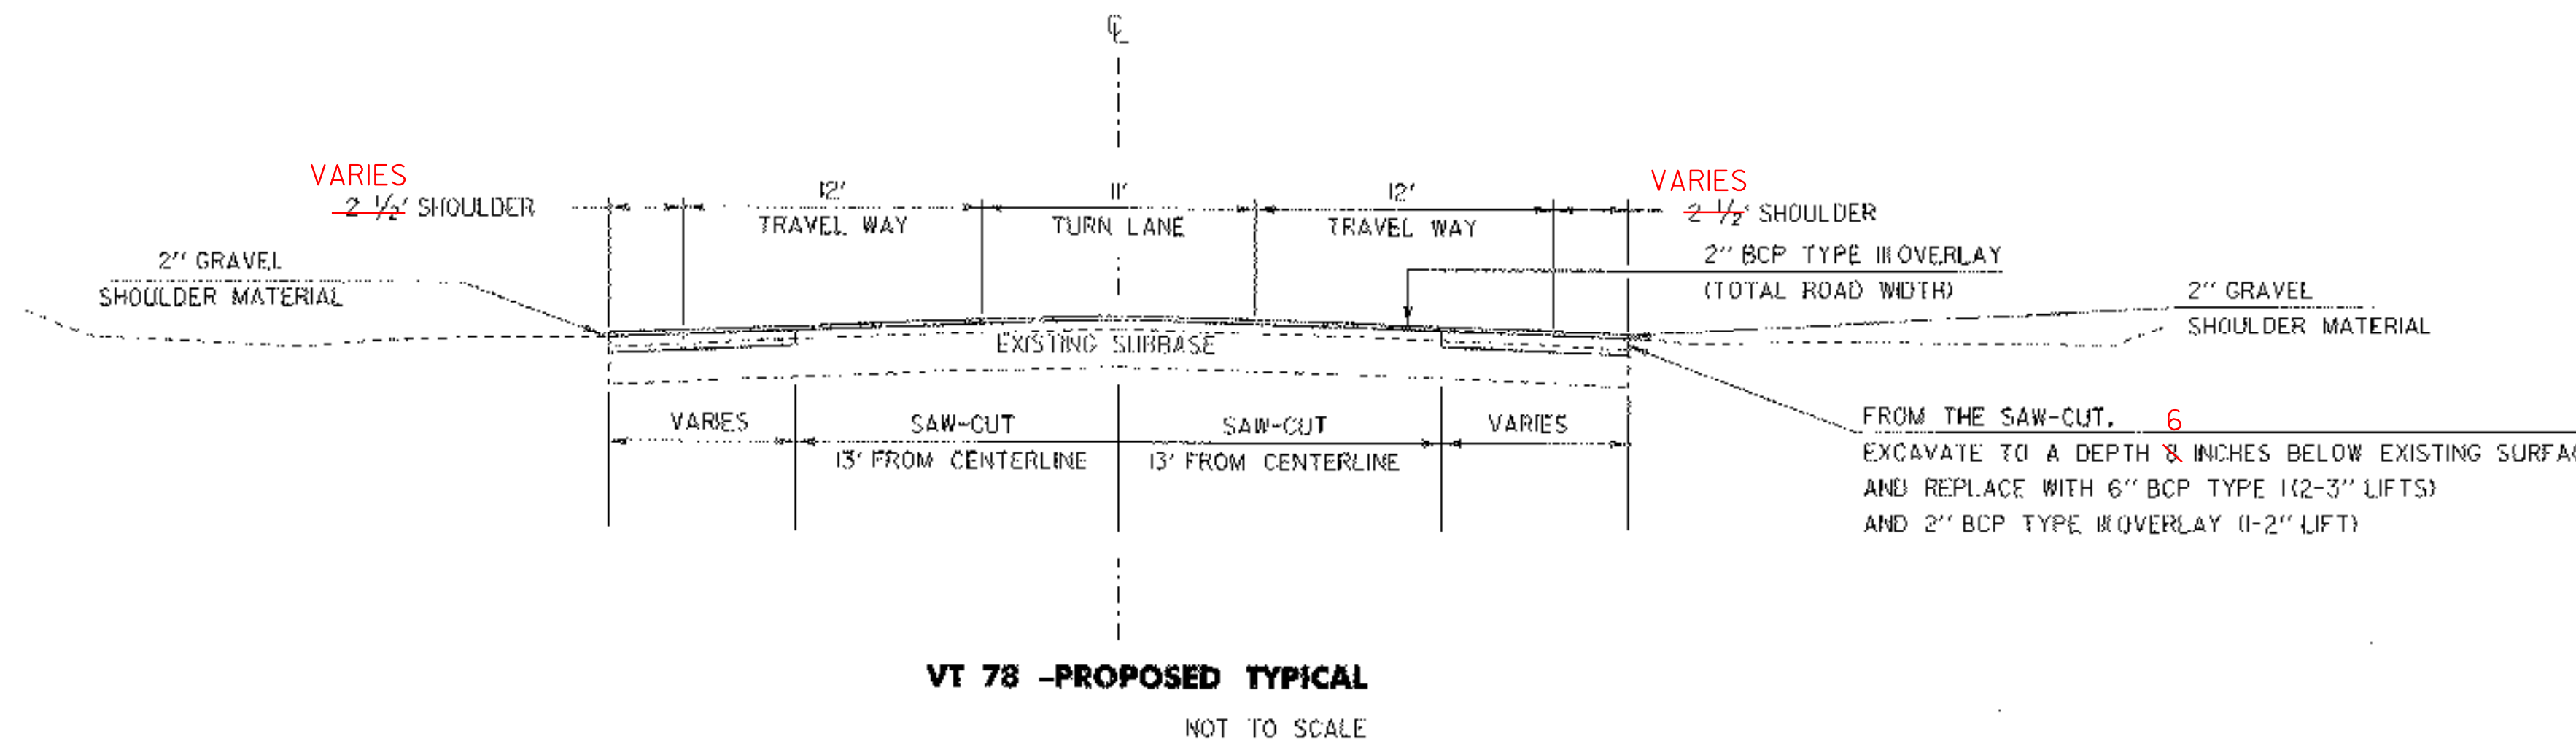 ℄
VARIES
2 1/2' SHOULDER
12'
TRAVEL WAY
11'
TURN LANE
12'
TRAVEL WAY
VARIES
2 1/2' SHOULDER
2" GRAVEL
SHOULDER MATERIAL
2" BCP TYPE III OVERLAY
(TOTAL ROAD WIDTH)
2" GRAVEL
SHOULDER MATERIAL
EXISTING SUBBASE
VARIES
SAW-CUT
13' FROM CENTERLINE
SAW-CUT
13' FROM CENTERLINE
VARIES
FROM THE SAW-CUT,
6
EXCAVATE TO A DEPTH 8 INCHES BELOW EXISTING SURFA
AND REPLACE WITH 6" BCP TYPE I (2-3" LIFTS)
AND 2" BCP TYPE III OVERLAY (1-2" LIFT)
VT 78 -PROPOSED TYPICAL
NOT TO SCALE